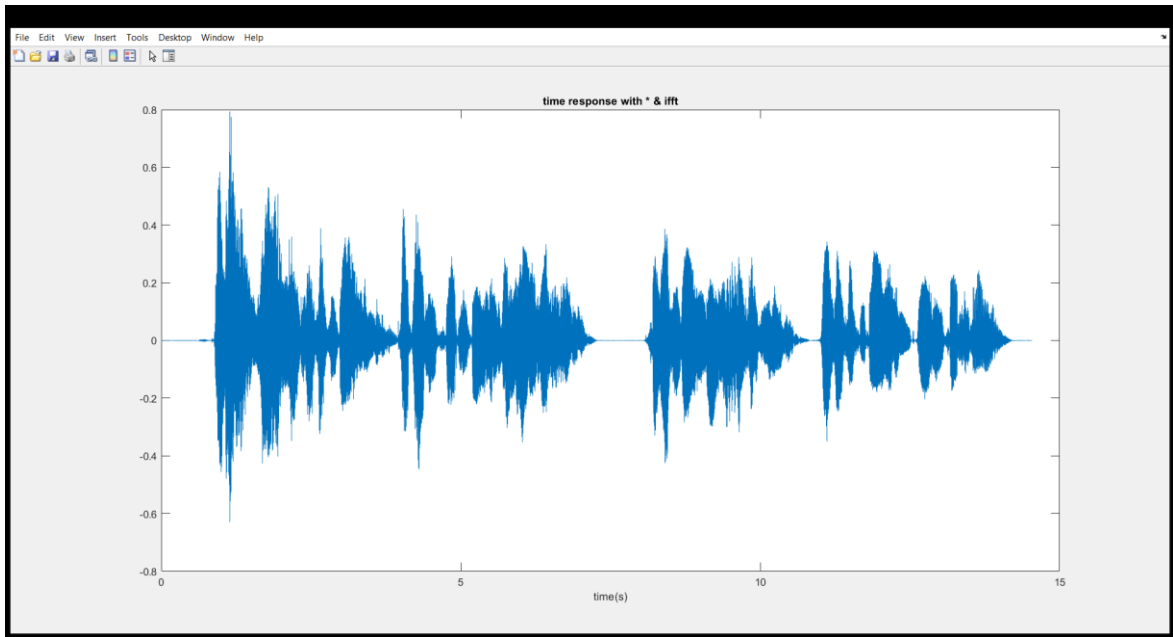 File Edit View Insert Tools Desktop Window Help
time response with * & ifft
0.8
0.6
0.4
0.2
0
-0.2
-0.4
-0.6
-0.8
0 5 10 15
time(s)